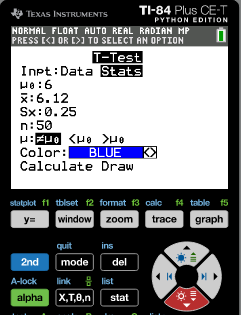 TEXAS INSTRUMENTS TI-84 Plus CE-T
PYTHON EDITION
NORMAL FLOAT AUTO REAL RADIAN MP
PRESS [<] OR [>] TO SELECT AN OPTION
T-Test
Inpt:Data Stats
μ₀:6
x̄:6.12
Sx:0.25
n:50
μ:≠μ₀ <μ₀ >μ₀
Color: BLUE
Calculate Draw
statplot f1 tblset f2 format f3 calc f4 table f5
y= window zoom trace graph
quit ins
2nd mode del
A-lock link list
alpha X,T,θ,n stat